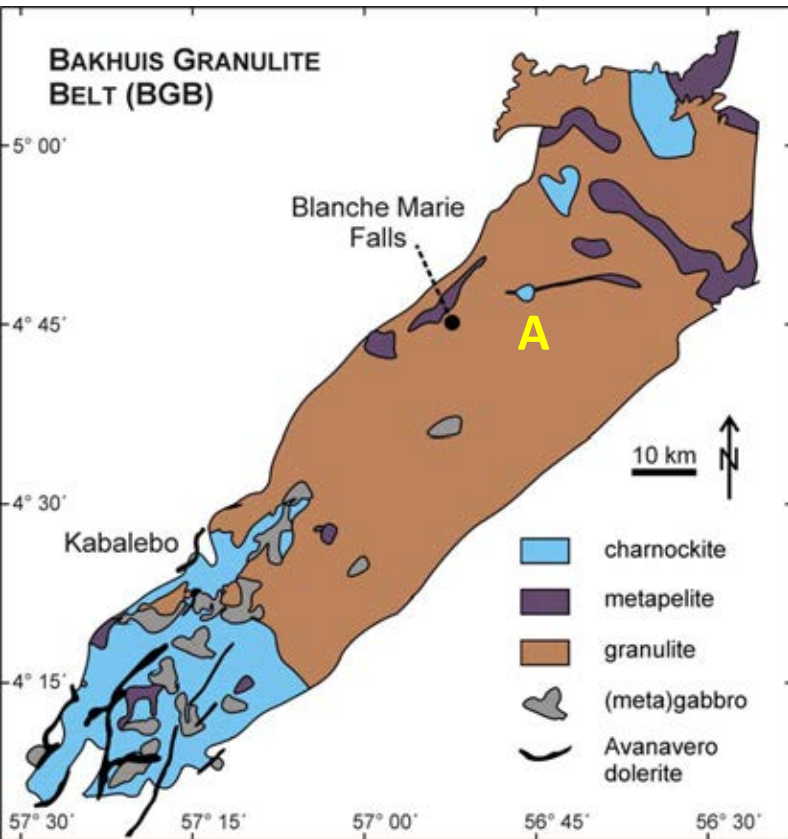 BAKHUIS GRANULITE
BELT (BGB)
5° 00′
Blanche Marie
Falls
4° 45′
A
10 km
N
4° 30′
Kabalebo
charnockite
metapelite
granulite
4° 15′
(meta)gabbro
Avanavero
dolerite
57° 30′ 57° 15′ 57° 00′ 56° 45′ 56° 30′